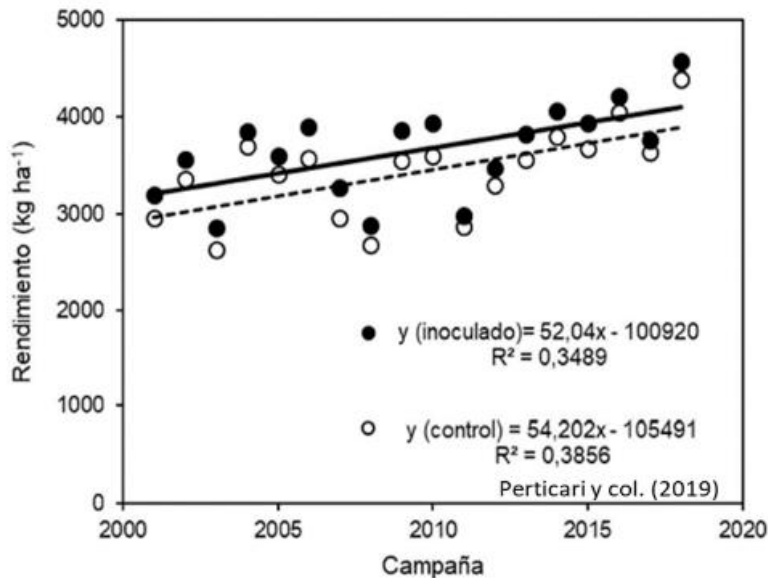 5000
4000
3000
2000
1000
0
Rendimiento (kg ha⁻¹)
y (inoculado)= 52,04x - 100920
R² = 0,3489
y (control) = 54,202x - 105491
R² = 0,3856
Perticari y col. (2019)
2000 2005 2010 2015 2020
Campaña